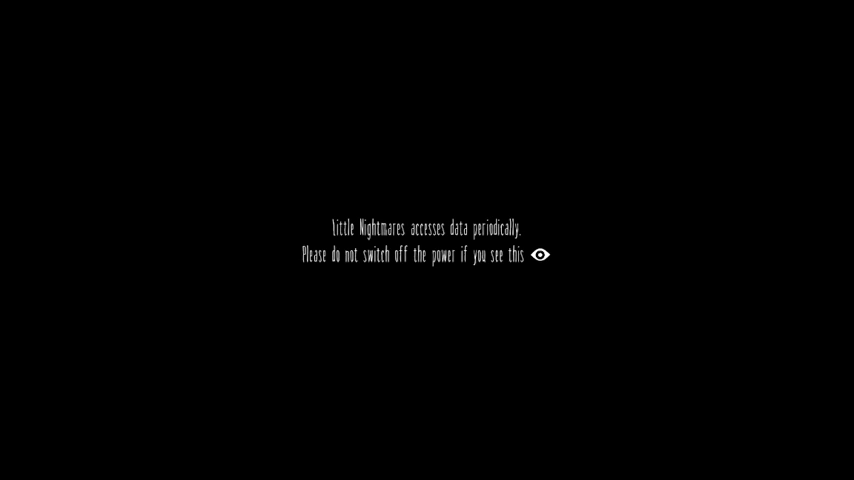 Little Nightmares accesses data periodically.
Please do not switch off the power if you see this